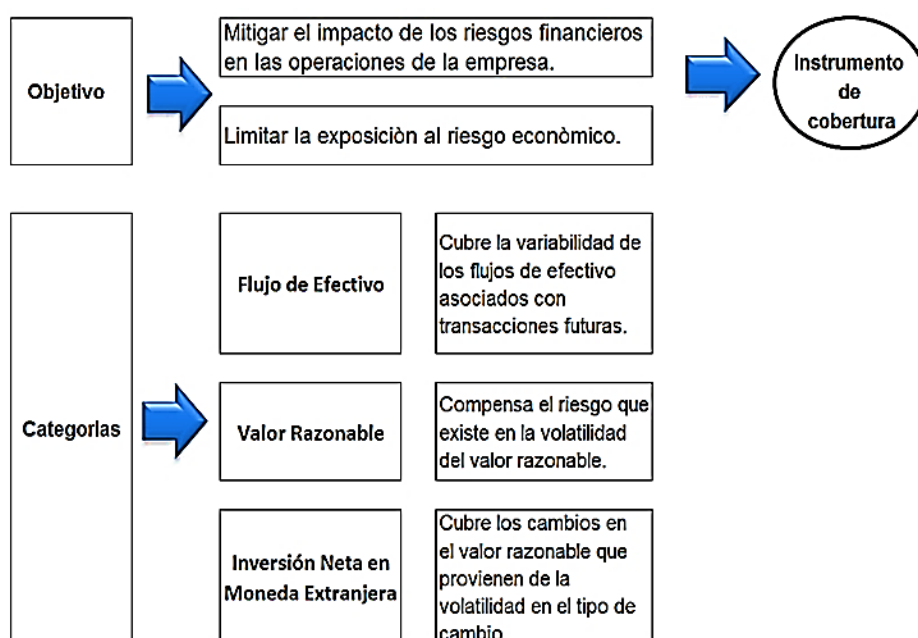 Objetivo
Mitigar el impacto de los riesgos financieros
en las operaciones de la empresa.
Limitar la exposiciòn al riesgo econòmico.
Instrumento
de
cobertura
Categorías
Flujo de Efectivo
Cubre la variabilidad de
los flujos de efectivo
asociados con
transacciones futuras.
Valor Razonable
Compensa el riesgo que
existe en la volatilidad
del valor razonable.
Inversión Neta en
Moneda Extranjera
Cubre los cambios en
el valor razonable que
provienen de la
volatilidad en el tipo de
cambio